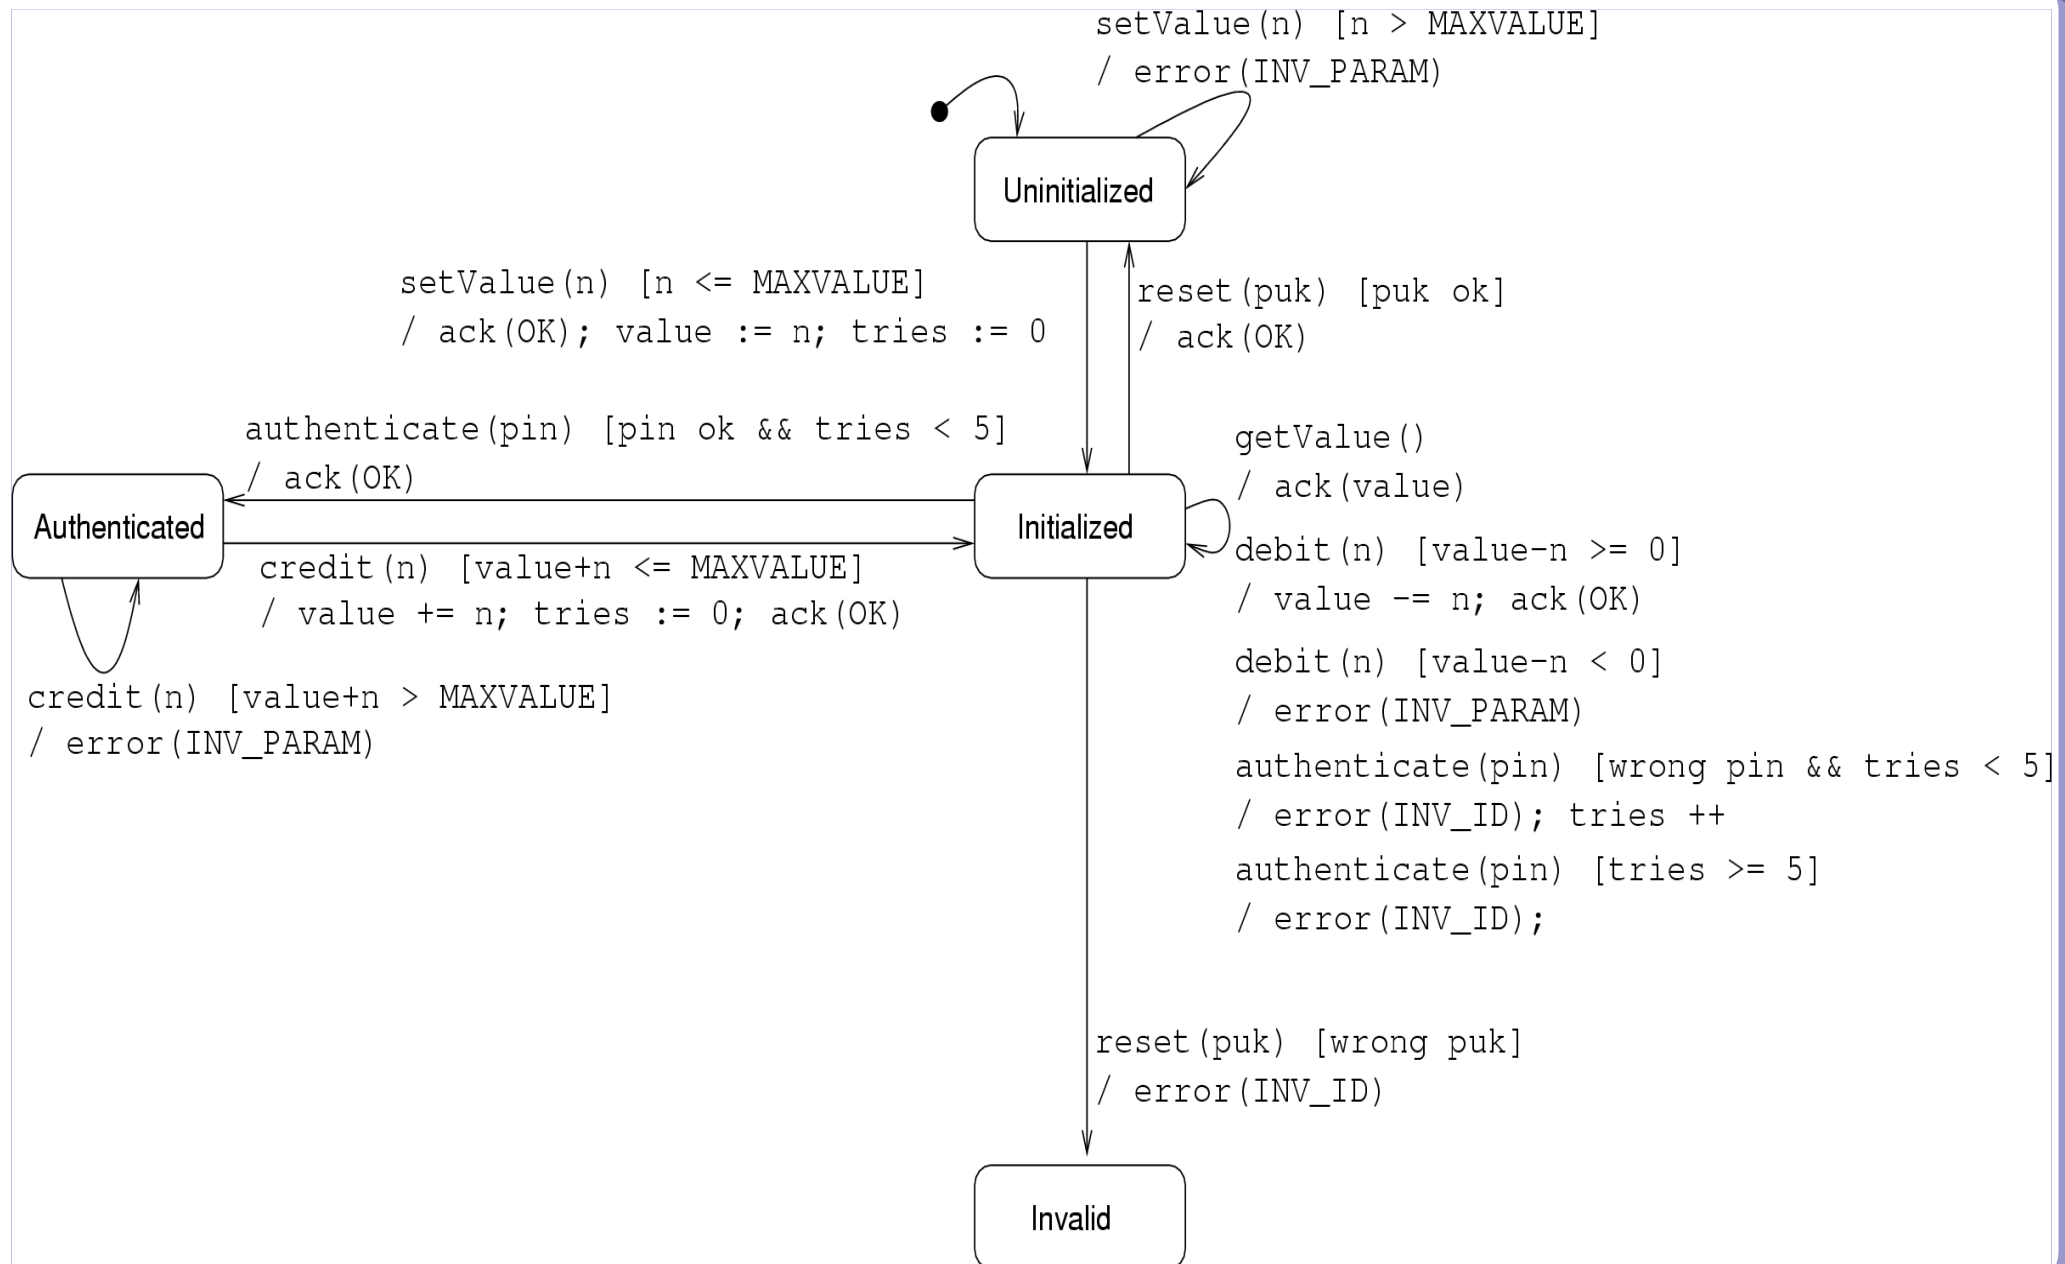 setValue(n) [n > MAXVALUE]
/ error(INV_PARAM)
Uninitialized
setValue(n) [n <= MAXVALUE]
/ ack(OK); value := n; tries := 0
reset(puk) [puk ok]
/ ack(OK)
authenticate(pin) [pin ok && tries < 5]
/ ack(OK)
Authenticated
Initialized
credit(n) [value+n <= MAXVALUE]
/ value += n; tries := 0; ack(OK)
credit(n) [value+n > MAXVALUE]
/ error(INV_PARAM)
getValue()
/ ack(value)
debit(n) [value-n >= 0]
/ value -= n; ack(OK)
debit(n) [value-n < 0]
/ error(INV_PARAM)
authenticate(pin) [wrong pin && tries < 5]
/ error(INV_ID); tries ++
authenticate(pin) [tries >= 5]
/ error(INV_ID);
reset(puk) [wrong puk]
/ error(INV_ID)
Invalid